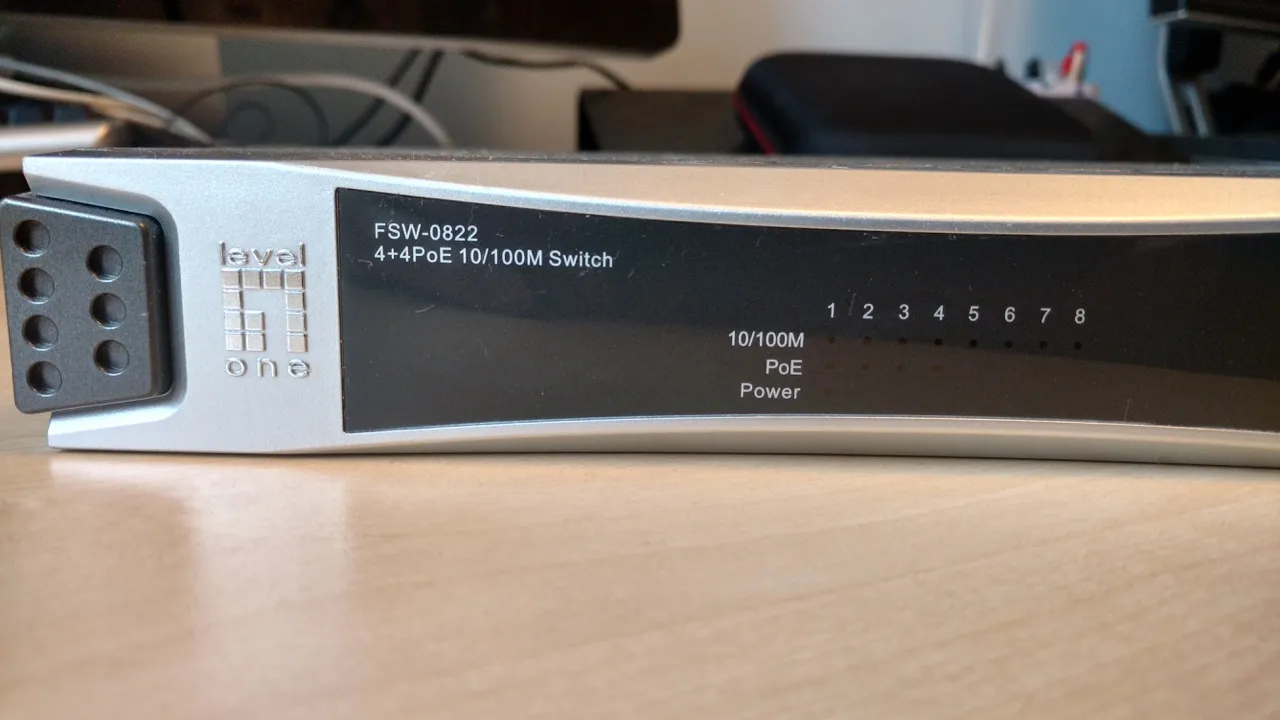 level
one
FSW-0822
4+4PoE 10/100M Switch
1 2 3 4 5 6 7 8
10/100M
PoE
Power